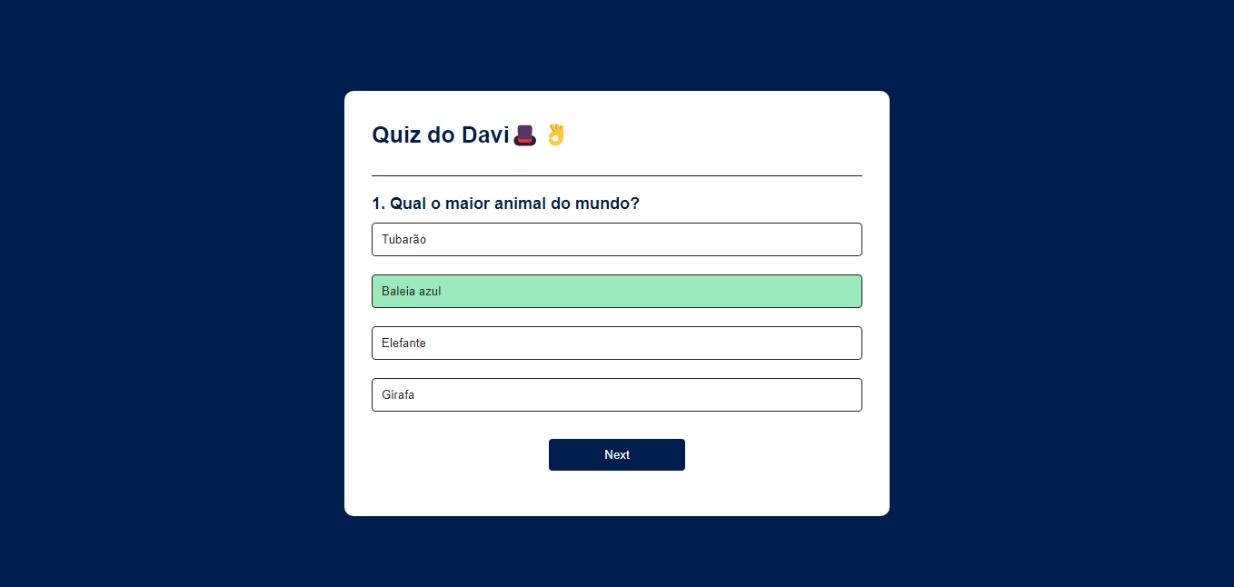 Quiz do Davi🎩 👌
1. Qual o maior animal do mundo?
Tubarão
Baleia azul
Elefante
Girafa
Next